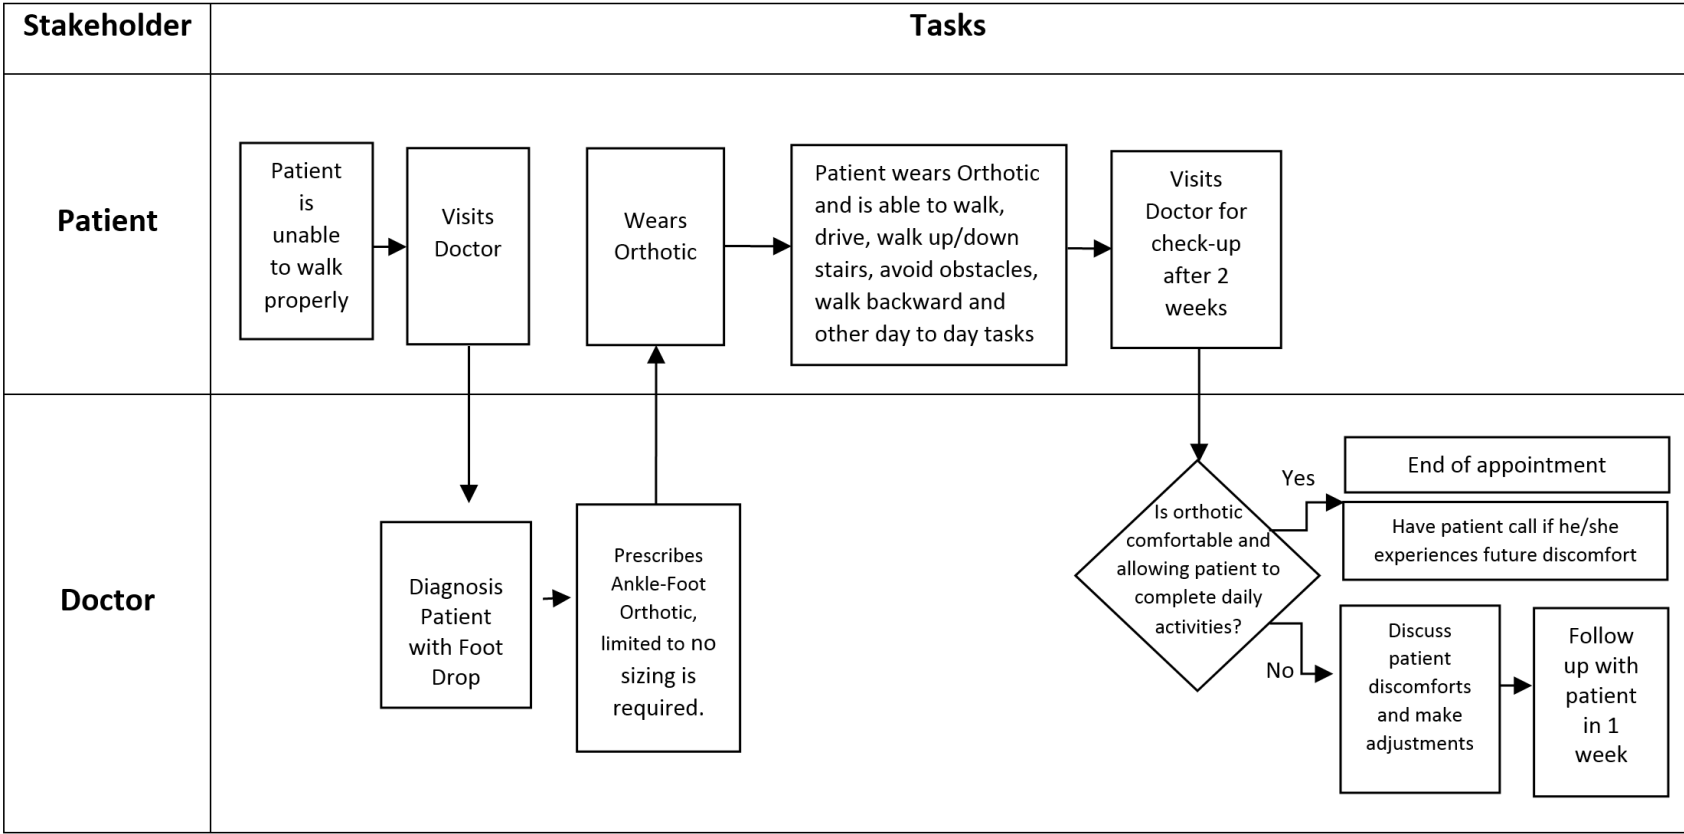 Stakeholder
Tasks
Patient
Patient
is
unable
to walk
properly
Visits
Doctor
Wears
Orthotic
Patient wears Orthotic
and is able to walk,
drive, walk up/down
stairs, avoid obstacles,
walk backward and
other day to day tasks
Visits
Doctor for
check-up
after 2
weeks
Doctor
Diagnosis
Patient
with Foot
Drop
Prescribes
Ankle-Foot
Orthotic,
limited to no
sizing is
required.
Is orthotic
comfortable and
allowing patient to
complete daily
activities?
Yes
End of appointment
Have patient call if he/she
experiences future discomfort
No
Discuss
patient
discomforts
and make
adjustments
Follow
up with
patient
in 1
week